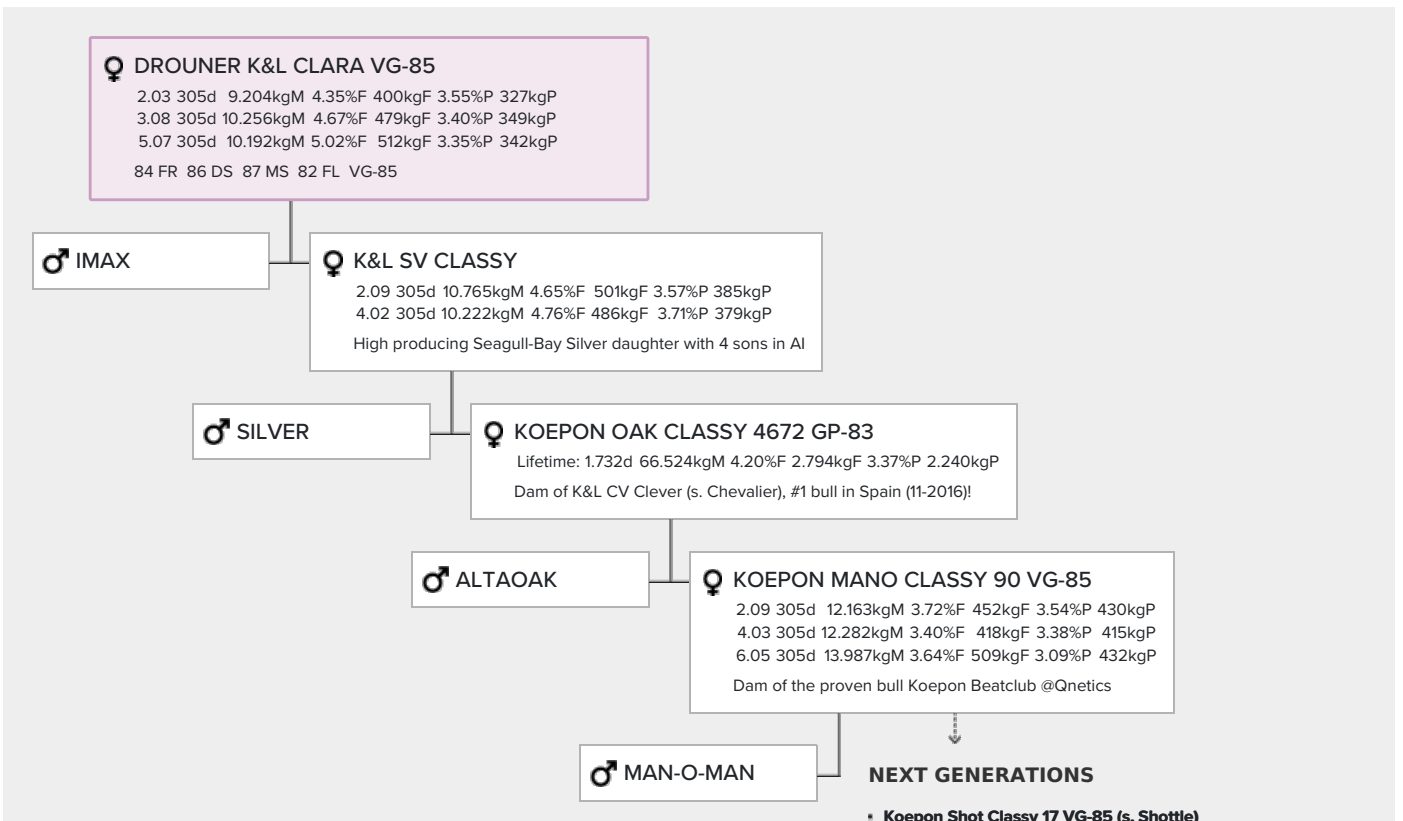 DROUNER K&L CLARA VG-85
2.03 305d 9.204kgM 4.35%F 400kgF 3.55%P 327kgP
3.08 305d 10.256kgM 4.67%F 479kgF 3.40%P 349kgP
5.07 305d 10.192kgM 5.02%F 512kgF 3.35%P 342kgP
84 FR 86 DS 87 MS 82 FL VG-85
IMAX
K&L SV CLASSY
2.09 305d 10.765kgM 4.65%F 501kgF 3.57%P 385kgP
4.02 305d 10.222kgM 4.76%F 486kgF 3.71%P 379kgP
High producing Seagull-Bay Silver daughter with 4 sons in AI
SILVER
KOEPON OAK CLASSY 4672 GP-83
Lifetime: 1.732d 66.524kgM 4.20%F 2.794kgF 3.37%P 2.240kgP
Dam of K&L CV Clever (s. Chevalier), #1 bull in Spain (11-2016)!
ALTAOAK
KOEPON MANO CLASSY 90 VG-85
2.09 305d 12.163kgM 3.72%F 452kgF 3.54%P 430kgP
4.03 305d 12.282kgM 3.40%F 418kgF 3.38%P 415kgP
6.05 305d 13.987kgM 3.64%F 509kgF 3.09%P 432kgP
Dam of the proven bull Koepon Beatclub @Qnetics
MAN-O-MAN
NEXT GENERATIONS
Koepon Shot Classy 17 VG-85 (s. Shottle)